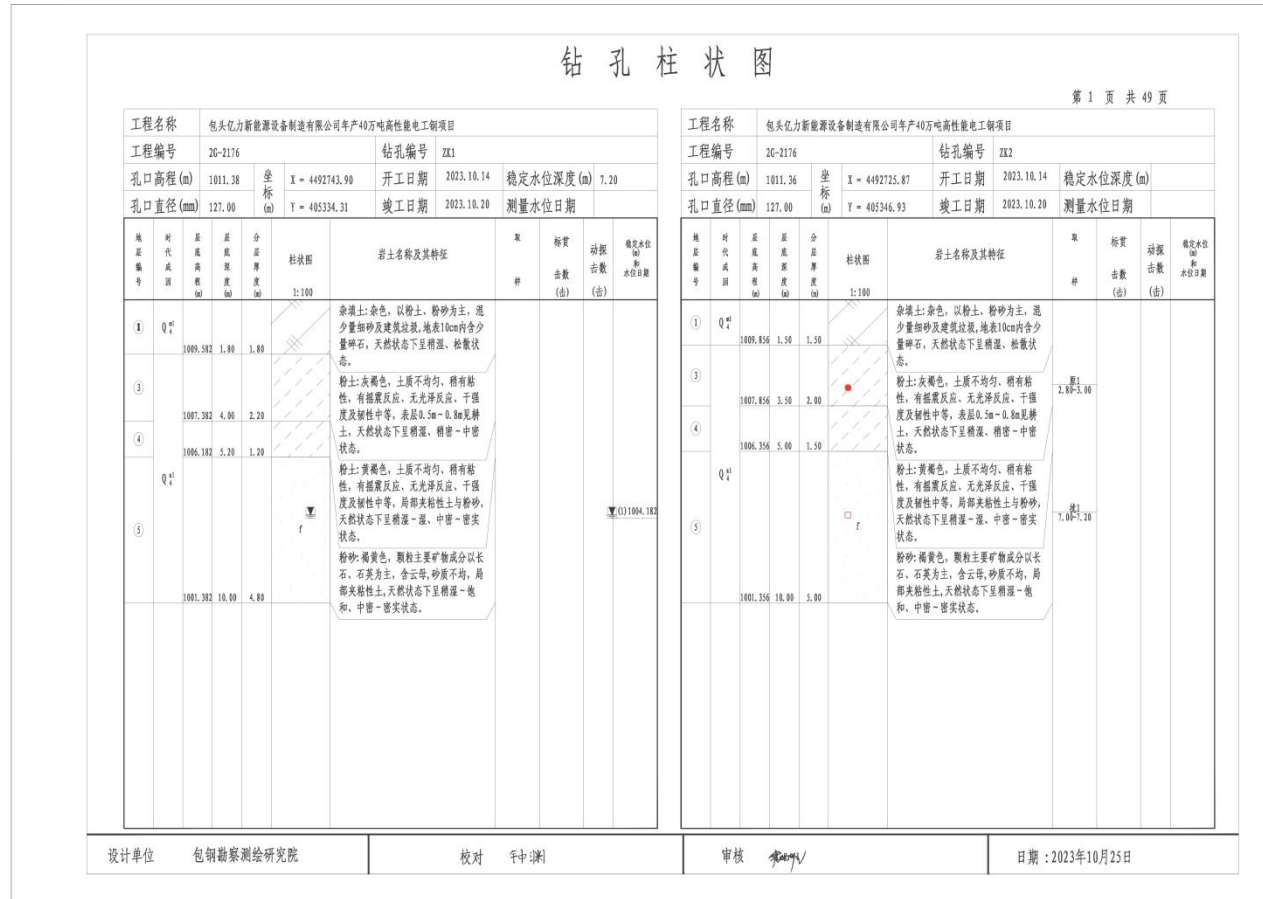 钻孔柱状图
第 1 页 共 49 页
工程名称 包头亿力新能源设备制造有限公司年产40万吨高性能电工钢项目
工程编号 2G-2176 钻孔编号 ZK1
孔口高程(m) 1011.38 坐标(m) X = 4492743.90 开工日期 2023.10.14 稳定水位深度(m) 7.20
孔口直径(mm) 127.00 Y = 405334.31 竣工日期 2023.10.20 测量水位日期
地层编号 时代成因 层底高程(m) 层底深度(m) 分层厚度(m) 柱状图 1:100 岩土名称及其特征 取样 标贯击数(击) 动探击数(击) 稳定水位(m)和水位日期
① Q4ml 1009.582 1.80 1.80
杂填土:杂色,以粉土、粉砂为主,混
少量细砂及建筑垃圾,地表10cm内含少
量碎石,天然状态下呈稍湿、松散状
态。
③ 1007.382 4.00 2.20
粉土:灰褐色,土质不均匀、稍有粘
性,有摇震反应、无光泽反应、干强
度及韧性中等,表层0.5m~0.8m见耕
土,天然状态下呈稍湿、稍密~中密
状态。
④ 1006.182 5.20 1.20
粉土:黄褐色,土质不均匀、稍有粘
性,有摇震反应、无光泽反应、干强
度及韧性中等,局部夹粘性土与粉砂,
天然状态下呈稍湿~湿、中密~密实
状态。
Q4al
⑤ 1001.382 10.00 4.80
f
(1)1004.182
粉砂:褐黄色,颗粒主要矿物成分以长
石、石英为主,含云母,砂质不均,局
部夹粘性土,天然状态下呈稍湿~饱
和、中密~密实状态。
工程名称 包头亿力新能源设备制造有限公司年产40万吨高性能电工钢项目
工程编号 2G-2176 钻孔编号 ZK2
孔口高程(m) 1011.36 坐标(m) X = 4492725.87 开工日期 2023.10.14 稳定水位深度(m)
孔口直径(mm) 127.00 Y = 405346.93 竣工日期 2023.10.20 测量水位日期
地层编号 时代成因 层底高程(m) 层底深度(m) 分层厚度(m) 柱状图 1:100 岩土名称及其特征 取样 标贯击数(击) 动探击数(击) 稳定水位(m)和水位日期
① Q4ml 1009.856 1.50 1.50
杂填土:杂色,以粉土、粉砂为主,混
少量细砂及建筑垃圾,地表10cm内含少
量碎石,天然状态下呈稍湿、松散状
态。
③ 1007.856 3.50 2.00
原1
2.80-3.00
粉土:灰褐色,土质不均匀、稍有粘
性,有摇震反应、无光泽反应、干强
度及韧性中等,表层0.5m~0.8m见耕
土,天然状态下呈稍湿、稍密~中密
状态。
④ 1006.356 5.00 1.50
粉土:黄褐色,土质不均匀、稍有粘
性,有摇震反应、无光泽反应、干强
度及韧性中等,局部夹粘性土与粉砂,
天然状态下呈稍湿~湿、中密~密实
状态。
Q4al
⑤ 1001.356 10.00 5.00
f
扰1
7.00-7.20
粉砂:褐黄色,颗粒主要矿物成分以长
石、石英为主,含云母,砂质不均,局
部夹粘性土,天然状态下呈稍湿~饱
和、中密~密实状态。
设计单位 包钢勘察测绘研究院 校对 审核 日期:2023年10月25日